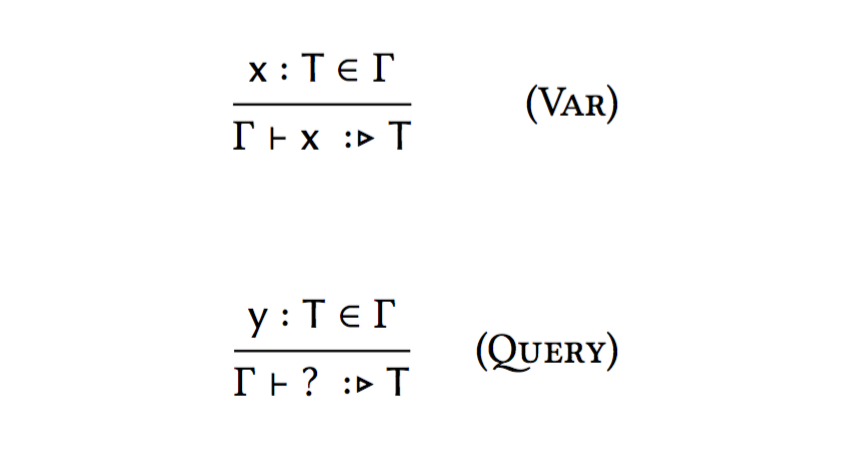 x : T ∈ Γ
(VAR)
Γ ⊢ x :▹ T
y : T ∈ Γ
(QUERY)
Γ ⊢ ? :▹ T